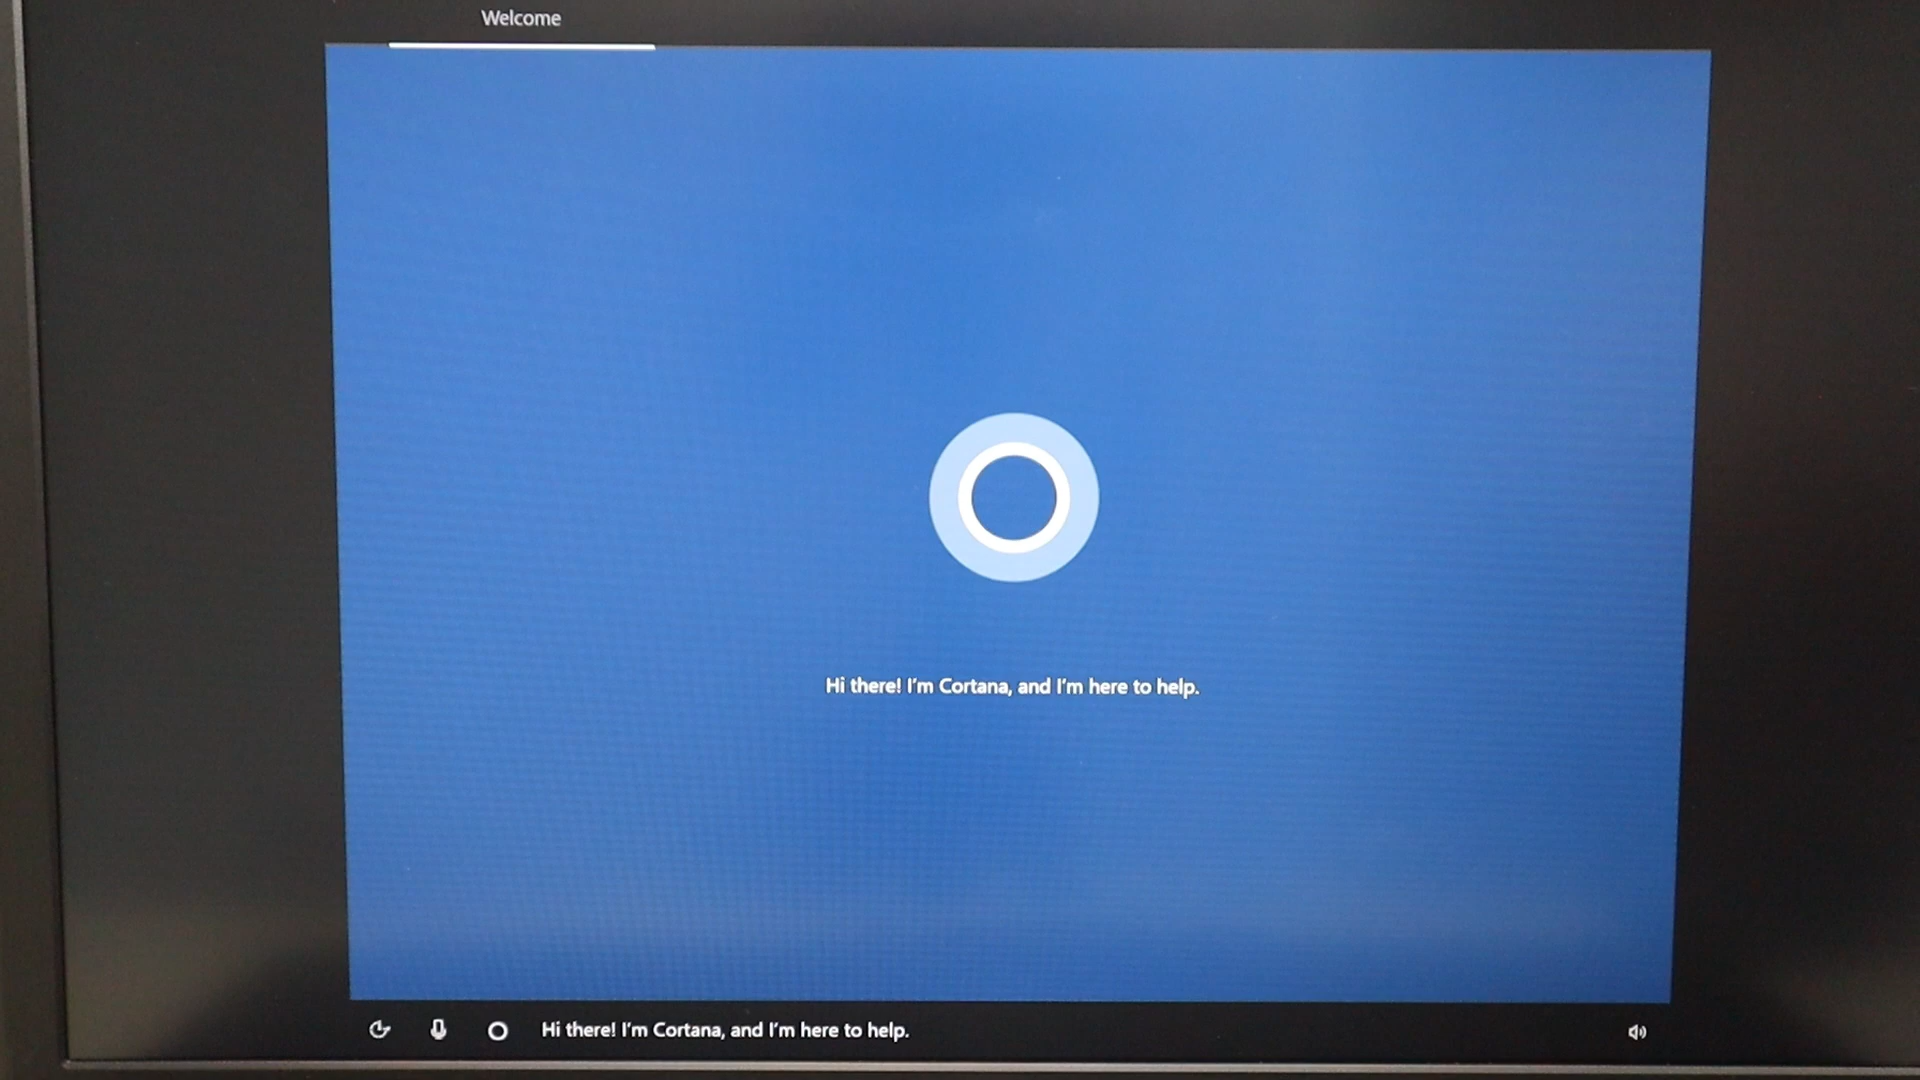 Welcome
Hi there! I'm Cortana, and I'm here to help.
Hi there! I'm Cortana, and I'm here to help.